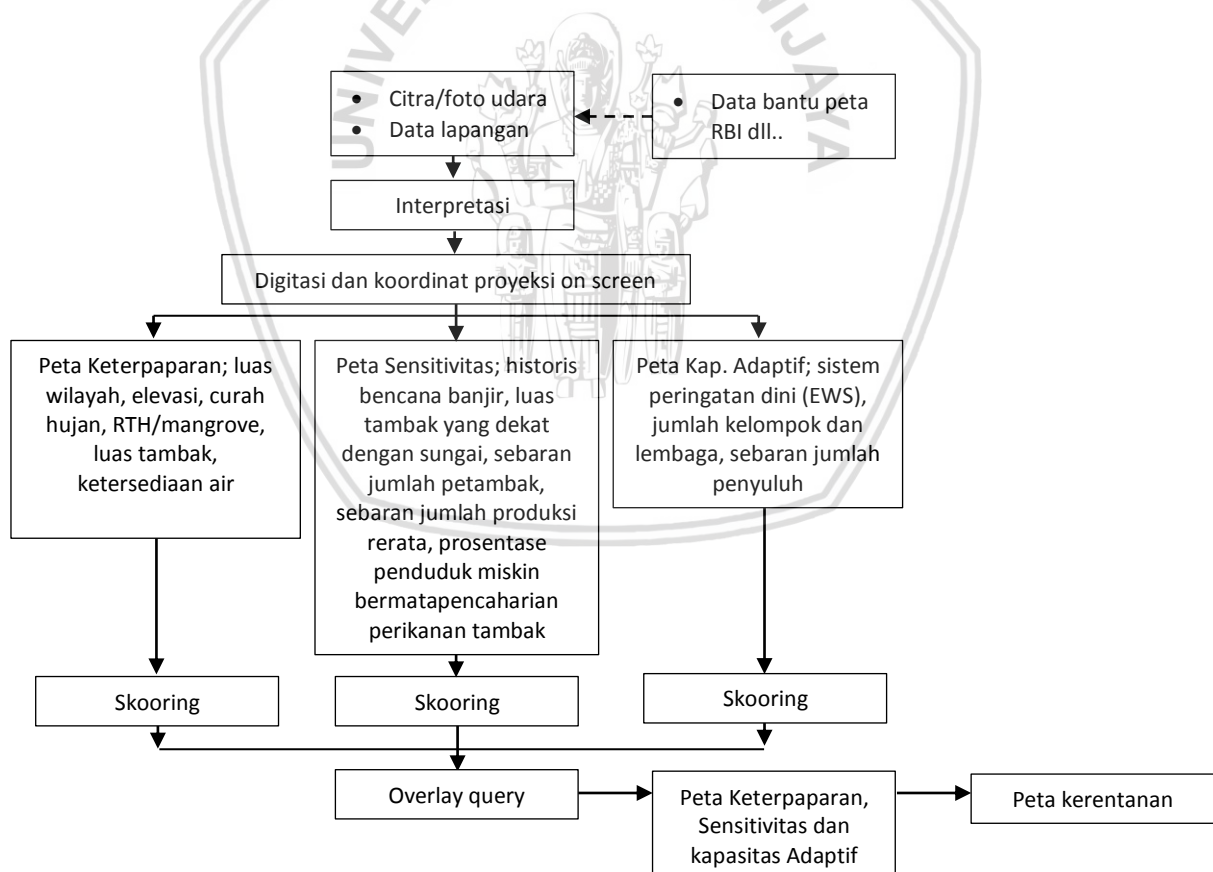 UNIVE
WIJAYA
• Citra/foto udara
• Data lapangan
• Data bantu peta
RBI dll..
Interpretasi
Digitasi dan koordinat proyeksi on screen
Peta Keterpaparan; luas
wilayah, elevasi, curah
hujan, RTH/mangrove,
luas tambak,
ketersediaan air
Peta Sensitivitas; historis
bencana banjir, luas
tambak yang dekat
dengan sungai, sebaran
jumlah petambak,
sebaran jumlah produksi
rerata, prosentase
penduduk miskin
bermatapencaharian
perikanan tambak
Peta Kap. Adaptif; sistem
peringatan dini (EWS),
jumlah kelompok dan
lembaga, sebaran jumlah
penyuluh
Skooring
Skooring
Skooring
Overlay query
Peta Keterpaparan,
Sensitivitas dan
kapasitas Adaptif
Peta kerentanan